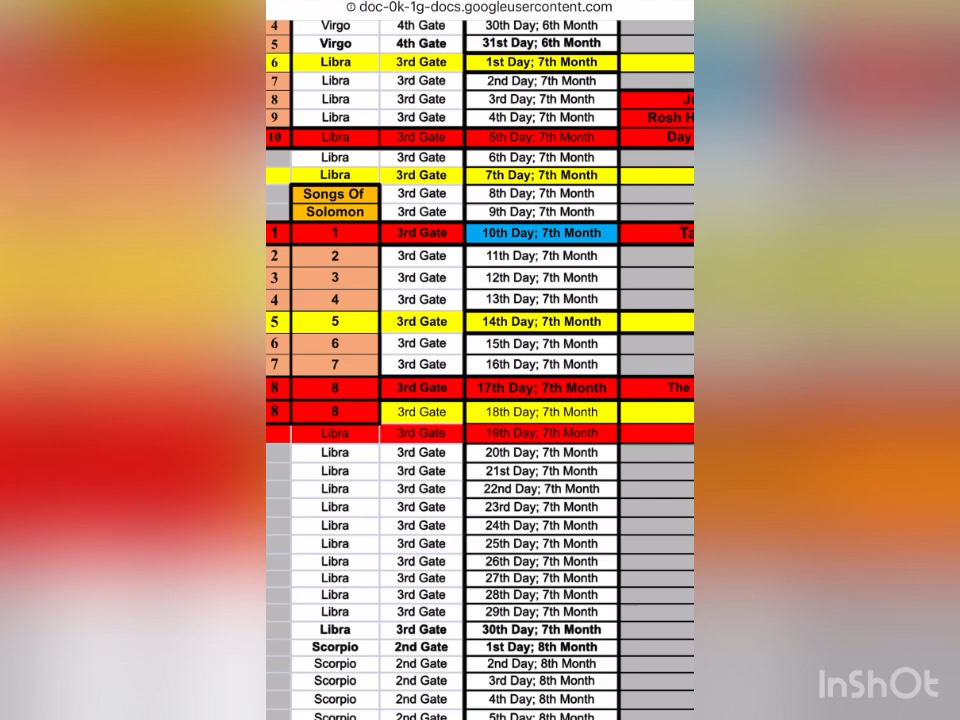 doc-0k-1g-docs.googleusercontent.com
4 Virgo 4th Gate 30th Day; 6th Month
5 Virgo 4th Gate 31st Day; 6th Month
6 Libra 3rd Gate 1st Day; 7th Month
7 Libra 3rd Gate 2nd Day; 7th Month
8 Libra 3rd Gate 3rd Day; 7th Month
9 Libra 3rd Gate 4th Day; 7th Month Rosh H
10 Libra 3rd Gate 5th Day; 7th Month Day
Libra 3rd Gate 6th Day; 7th Month
Libra 3rd Gate 7th Day; 7th Month
Songs Of 3rd Gate 8th Day; 7th Month
Solomon 3rd Gate 9th Day; 7th Month
1 1 3rd Gate 10th Day; 7th Month Ta
2 2 3rd Gate 11th Day; 7th Month
3 3 3rd Gate 12th Day; 7th Month
4 4 3rd Gate 13th Day; 7th Month
5 5 3rd Gate 14th Day; 7th Month
6 6 3rd Gate 15th Day; 7th Month
7 7 3rd Gate 16th Day; 7th Month
8 8 3rd Gate 17th Day; 7th Month The
8 8 3rd Gate 18th Day; 7th Month
Libra 3rd Gate 19th Day; 7th Month
Libra 3rd Gate 20th Day; 7th Month
Libra 3rd Gate 21st Day; 7th Month
Libra 3rd Gate 22nd Day; 7th Month
Libra 3rd Gate 23rd Day; 7th Month
Libra 3rd Gate 24th Day; 7th Month
Libra 3rd Gate 25th Day; 7th Month
Libra 3rd Gate 26th Day; 7th Month
Libra 3rd Gate 27th Day; 7th Month
Libra 3rd Gate 28th Day; 7th Month
Libra 3rd Gate 29th Day; 7th Month
Libra 3rd Gate 30th Day; 7th Month
Scorpio 2nd Gate 1st Day; 8th Month
Scorpio 2nd Gate 2nd Day; 8th Month
Scorpio 2nd Gate 3rd Day; 8th Month
Scorpio 2nd Gate 4th Day; 8th Month
Scorpio 2nd Gate 5th Day; 8th Month
InShOt